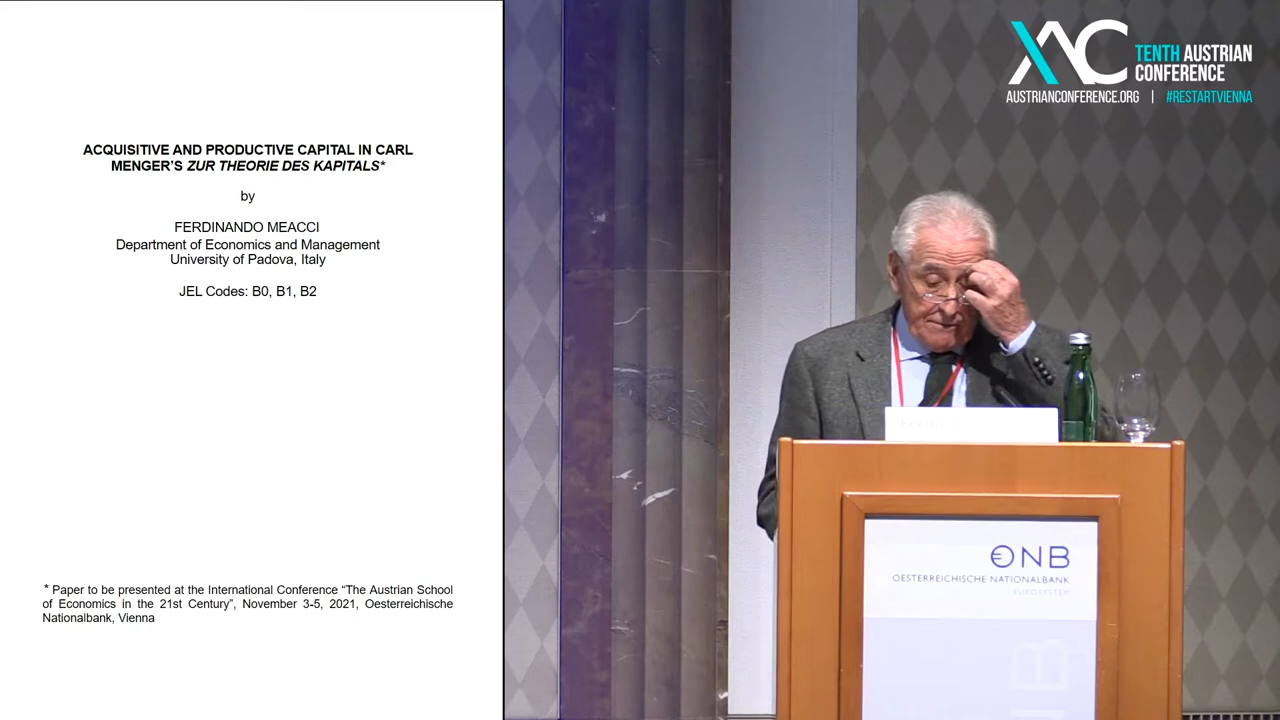 ACQUISITIVE AND PRODUCTIVE CAPITAL IN CARL
MENGER'S ZUR THEORIE DES KAPITALS*
by
FERDINANDO MEACCI
Department of Economics and Management
University of Padova, Italy
JEL Codes: B0, B1, B2
* Paper to be presented at the International Conference “The Austrian School
of Economics in the 21st Century”, November 3-5, 2021, Oesterreichische
Nationalbank, Vienna
XAC
TENTH AUSTRIAN
CONFERENCE
AUSTRIANCONFERENCE.ORG | #RESTARTVIENNA
ONB
OESTERREICHISCHE NATIONALBANK
EUROSYSTEM